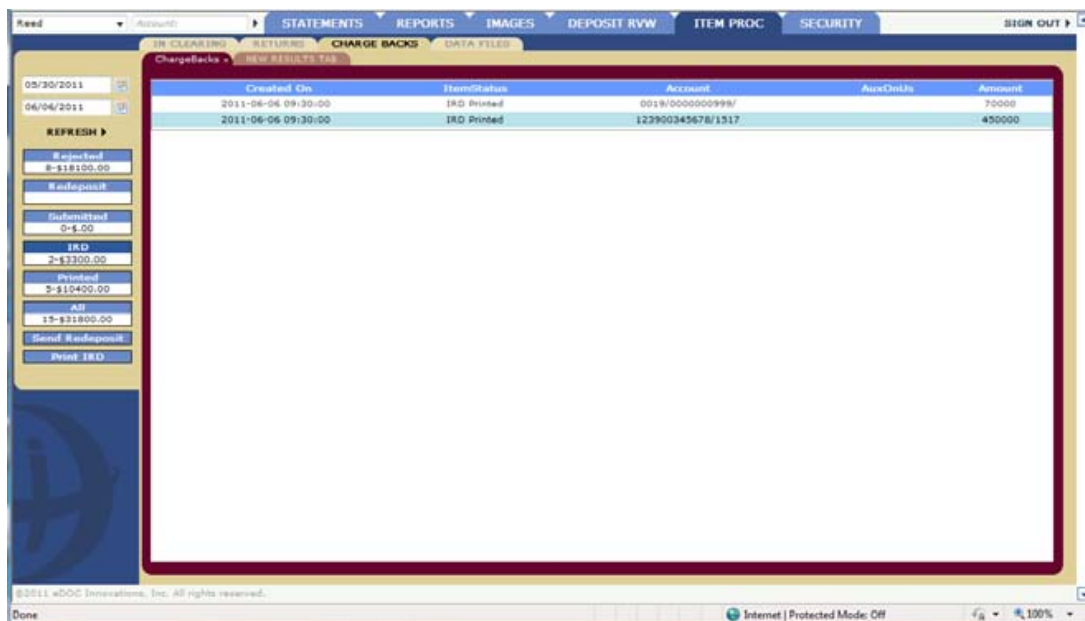 Reed Account: STATEMENTS REPORTS IMAGES DEPOSIT RVW ITEM PROC SECURITY SIGN OUT
IN CLEARING RETURNS CHARGE BACKS DATA FILES
ChargeBacks NEW RESULTS TAB
05/30/2011
06/06/2011
REFRESH
Rejected
8-$18100.00
Redeposit
Submitted
0-$.00
IRD
2-$3300.00
Printed
5-$10400.00
All
15-$31800.00
Send Redeposit
Print IRD
Created On ItemStatus Account AuxOnUs Amount
2011-06-06 09:30:00 IRD Printed 0019/0000000999/ 70000
2011-06-06 09:30:00 IRD Printed 123900345678/1517 450000
©2011 eDOC Innovations, Inc. All rights reserved.
Done Internet | Protected Mode: Off 100%